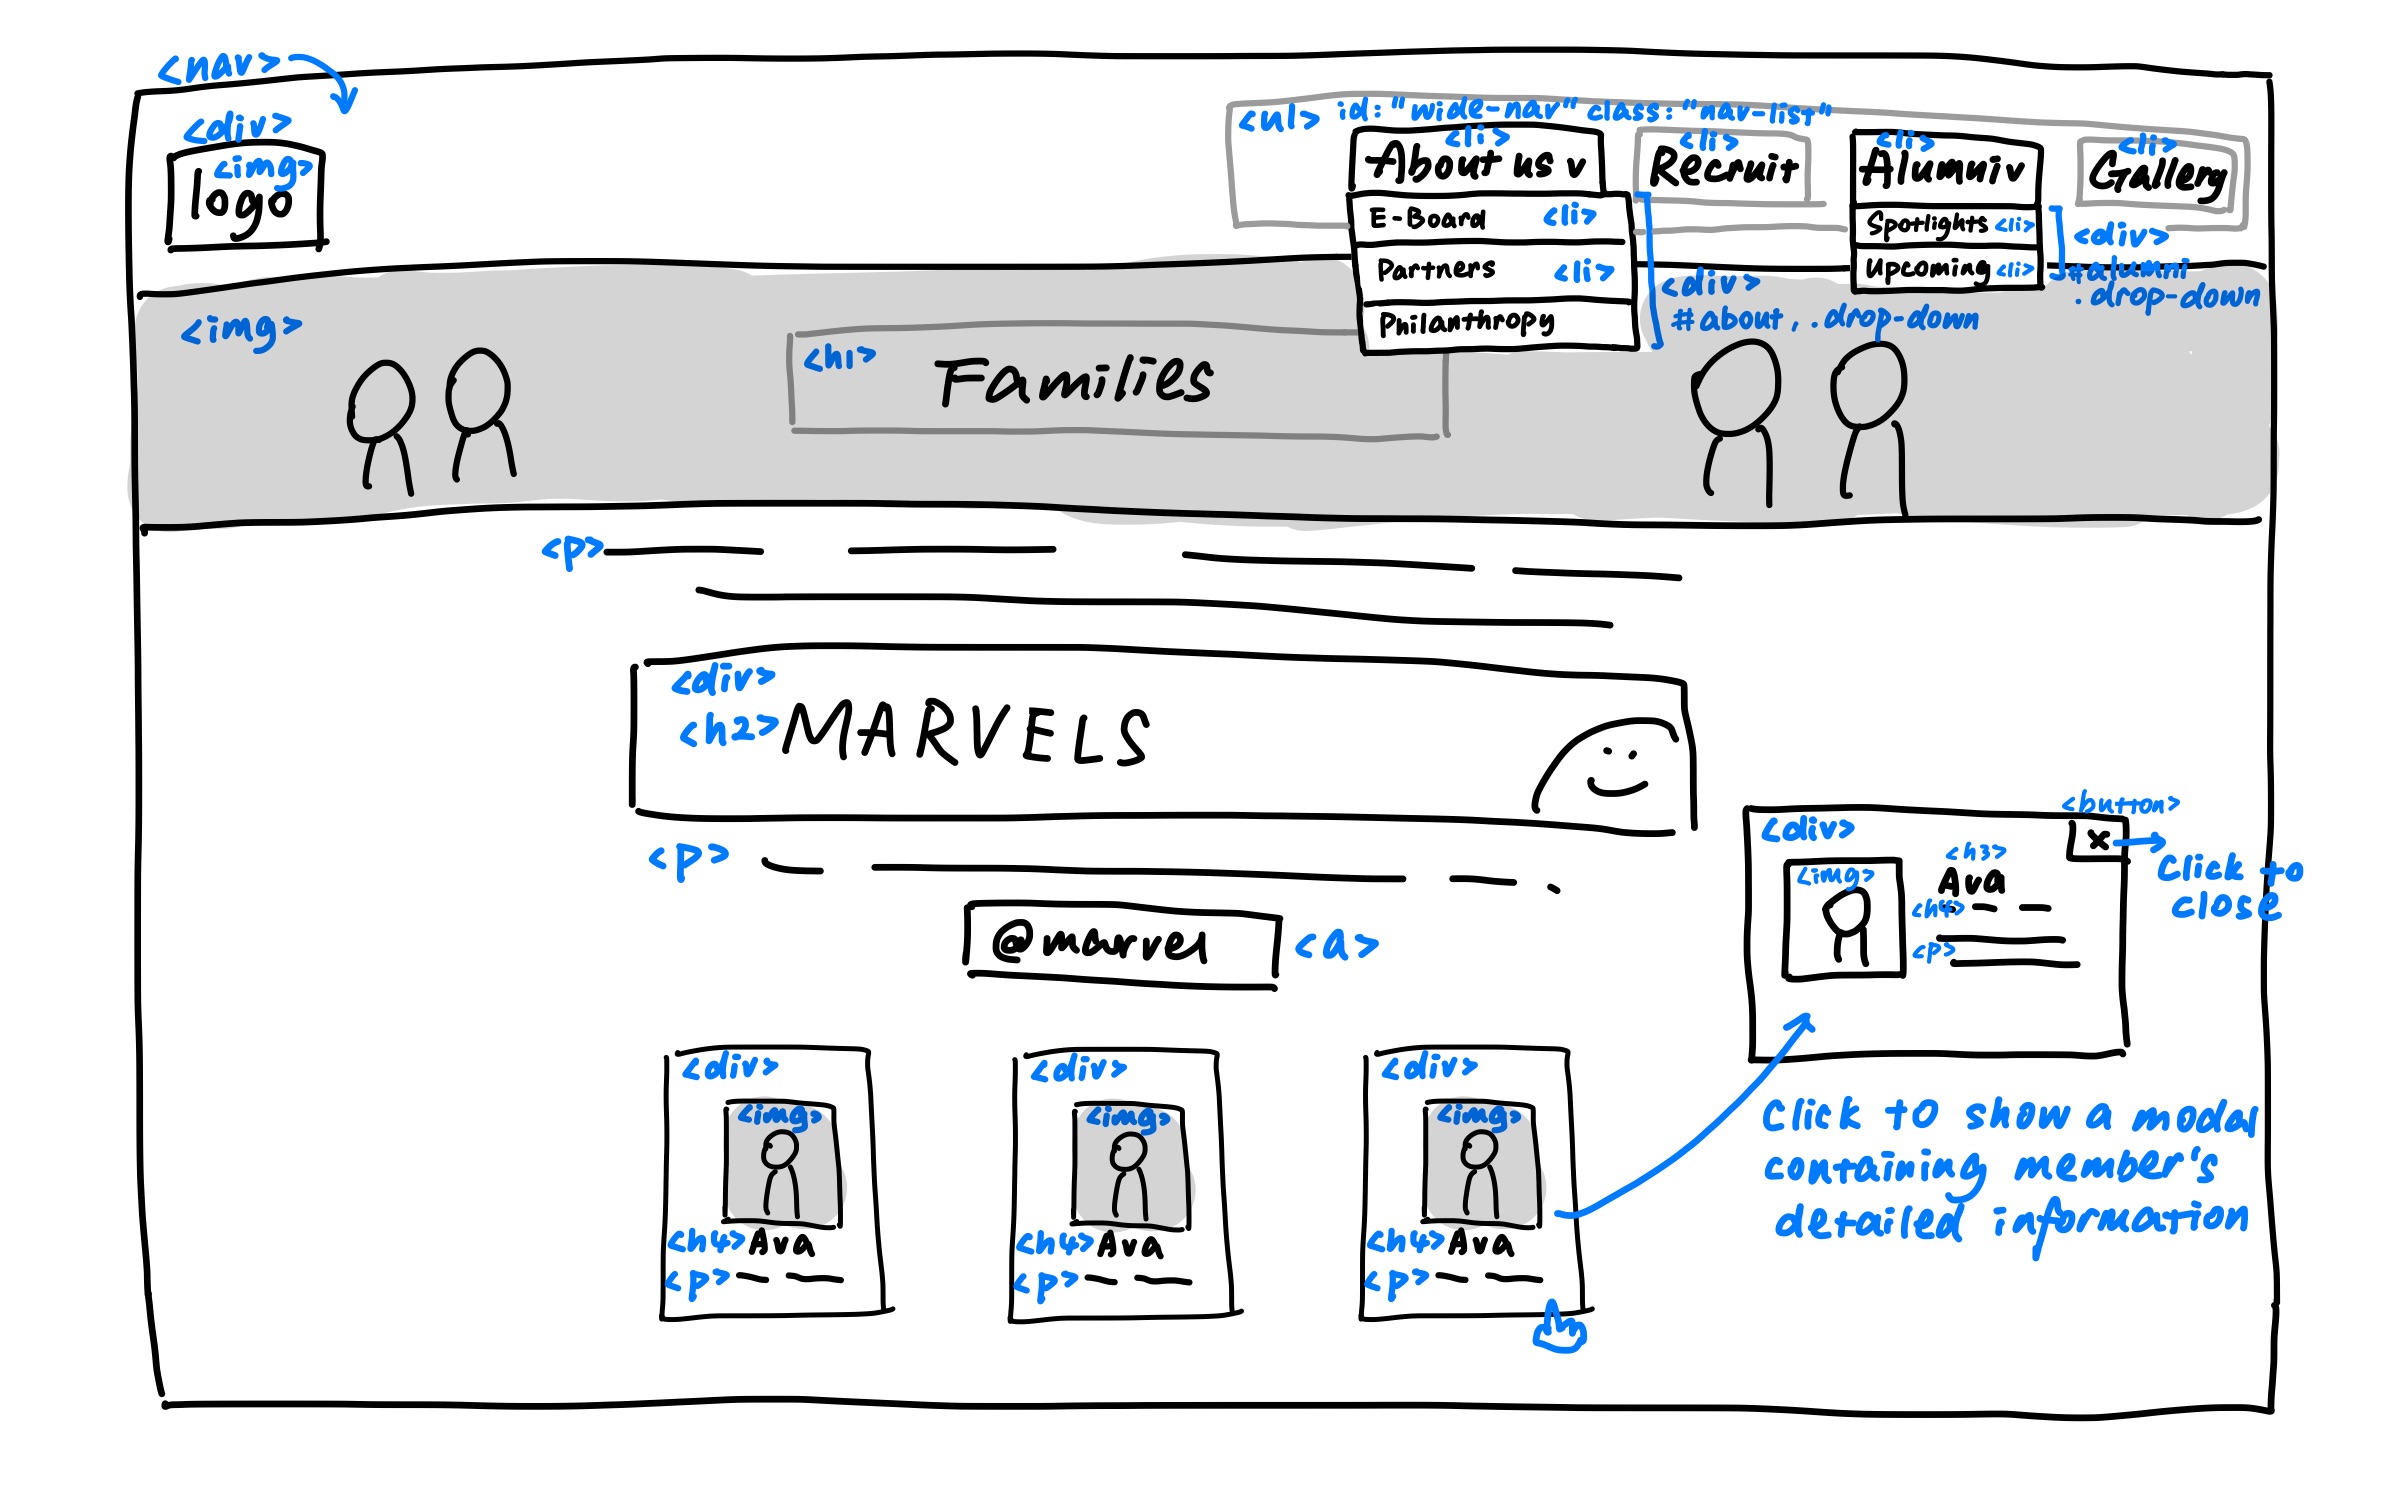 <nav>
<div>
<img>
logo
<ul> id:"wide-nav" class:"nav-list"
<li>
About us v
<li>
Recruit
<li>
Alumni v
<li>
Gallery
E-Board <li>
Partners <li>
Philanthropy
<div>
#about, .drop-down
Spotlights <li>
Upcoming <li>
<div>
#alumni
.drop-down
<img>
<h1> Families
<p>
<div>
<h2> MARVELS
<p>
@marvel <a>
<div>
<button>
x
Click to
close
<img>
<h3>
Ava
<h4>
<p>
Click to show a modal
containing member's
detailed information
<div>
<img>
<h4> Ava
<p>
<div>
<img>
<h4> Ava
<p>
<div>
<img>
<h4> Ava
<p>